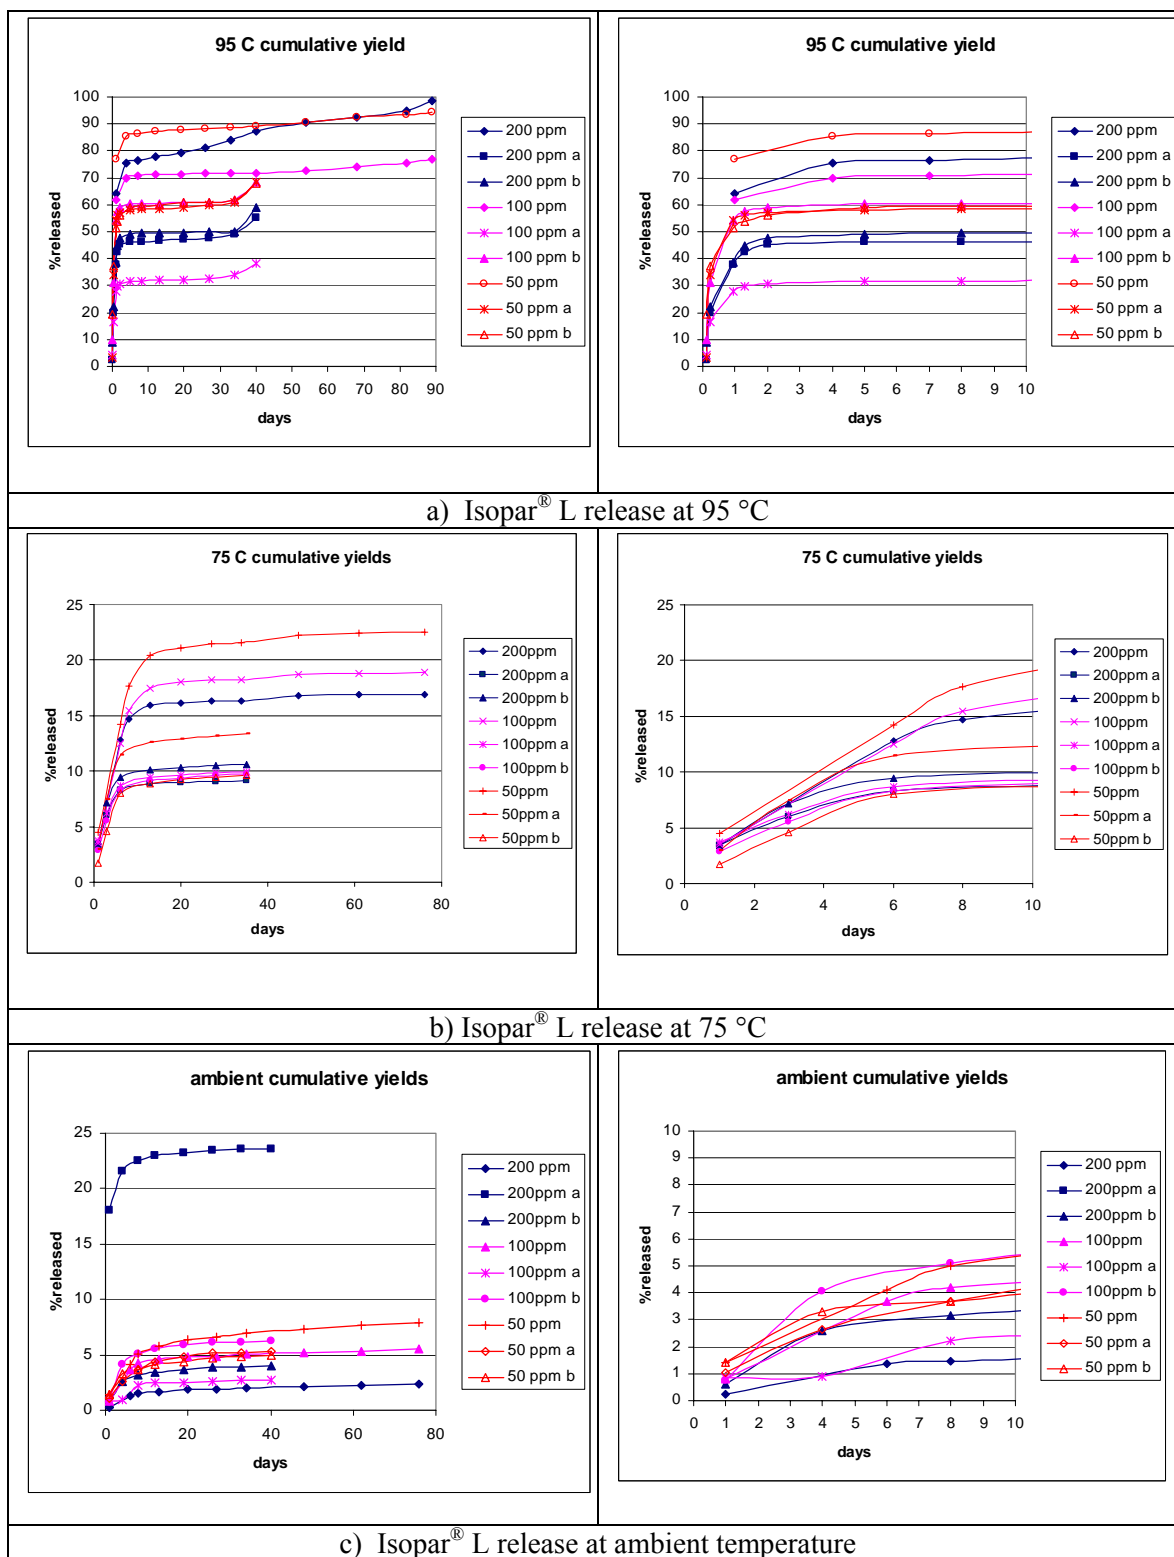 95 C cumulative yield
100
90
80
70
60
50
40
30
20
10
0
%released
0 10 20 30 40 50 60 70 80 90
days
200 ppm
200 ppm a
200 ppm b
100 ppm
100 ppm a
100 ppm b
50 ppm
50 ppm a
50 ppm b
95 C cumulative yield
100
90
80
70
60
50
40
30
20
10
0
%released
0 1 2 3 4 5 6 7 8 9 10
days
200 ppm
200 ppm a
200 ppm b
100 ppm
100 ppm a
100 ppm b
50 ppm
50 ppm a
50 ppm b
a) Isopar® L release at 95 °C
75 C cumulative yields
25
20
15
10
5
0
%released
0 20 40 60 80
days
200ppm
200ppm a
200ppm b
100ppm
100ppm a
100ppm b
50ppm
50ppm a
50ppm b
75 C cumulative yields
25
20
15
10
5
0
%released
0 2 4 6 8 10
days
200ppm
200ppm a
200ppm b
100ppm
100ppm a
100ppm b
50ppm
50ppm a
50ppm b
b) Isopar® L release at 75 °C
ambient cumulative yields
25
20
15
10
5
0
%released
0 20 40 60 80
days
200 ppm
200ppm a
200ppm b
100ppm
100ppm a
100ppm b
50 ppm
50 ppm a
50 ppm b
ambient cumulative yields
10
9
8
7
6
5
4
3
2
1
0
%released
0 1 2 3 4 5 6 7 8 9 10
days
200 ppm
200ppm a
200ppm b
100ppm
100ppm a
100ppm b
50 ppm
50 ppm a
50 ppm b
c) Isopar® L release at ambient temperature